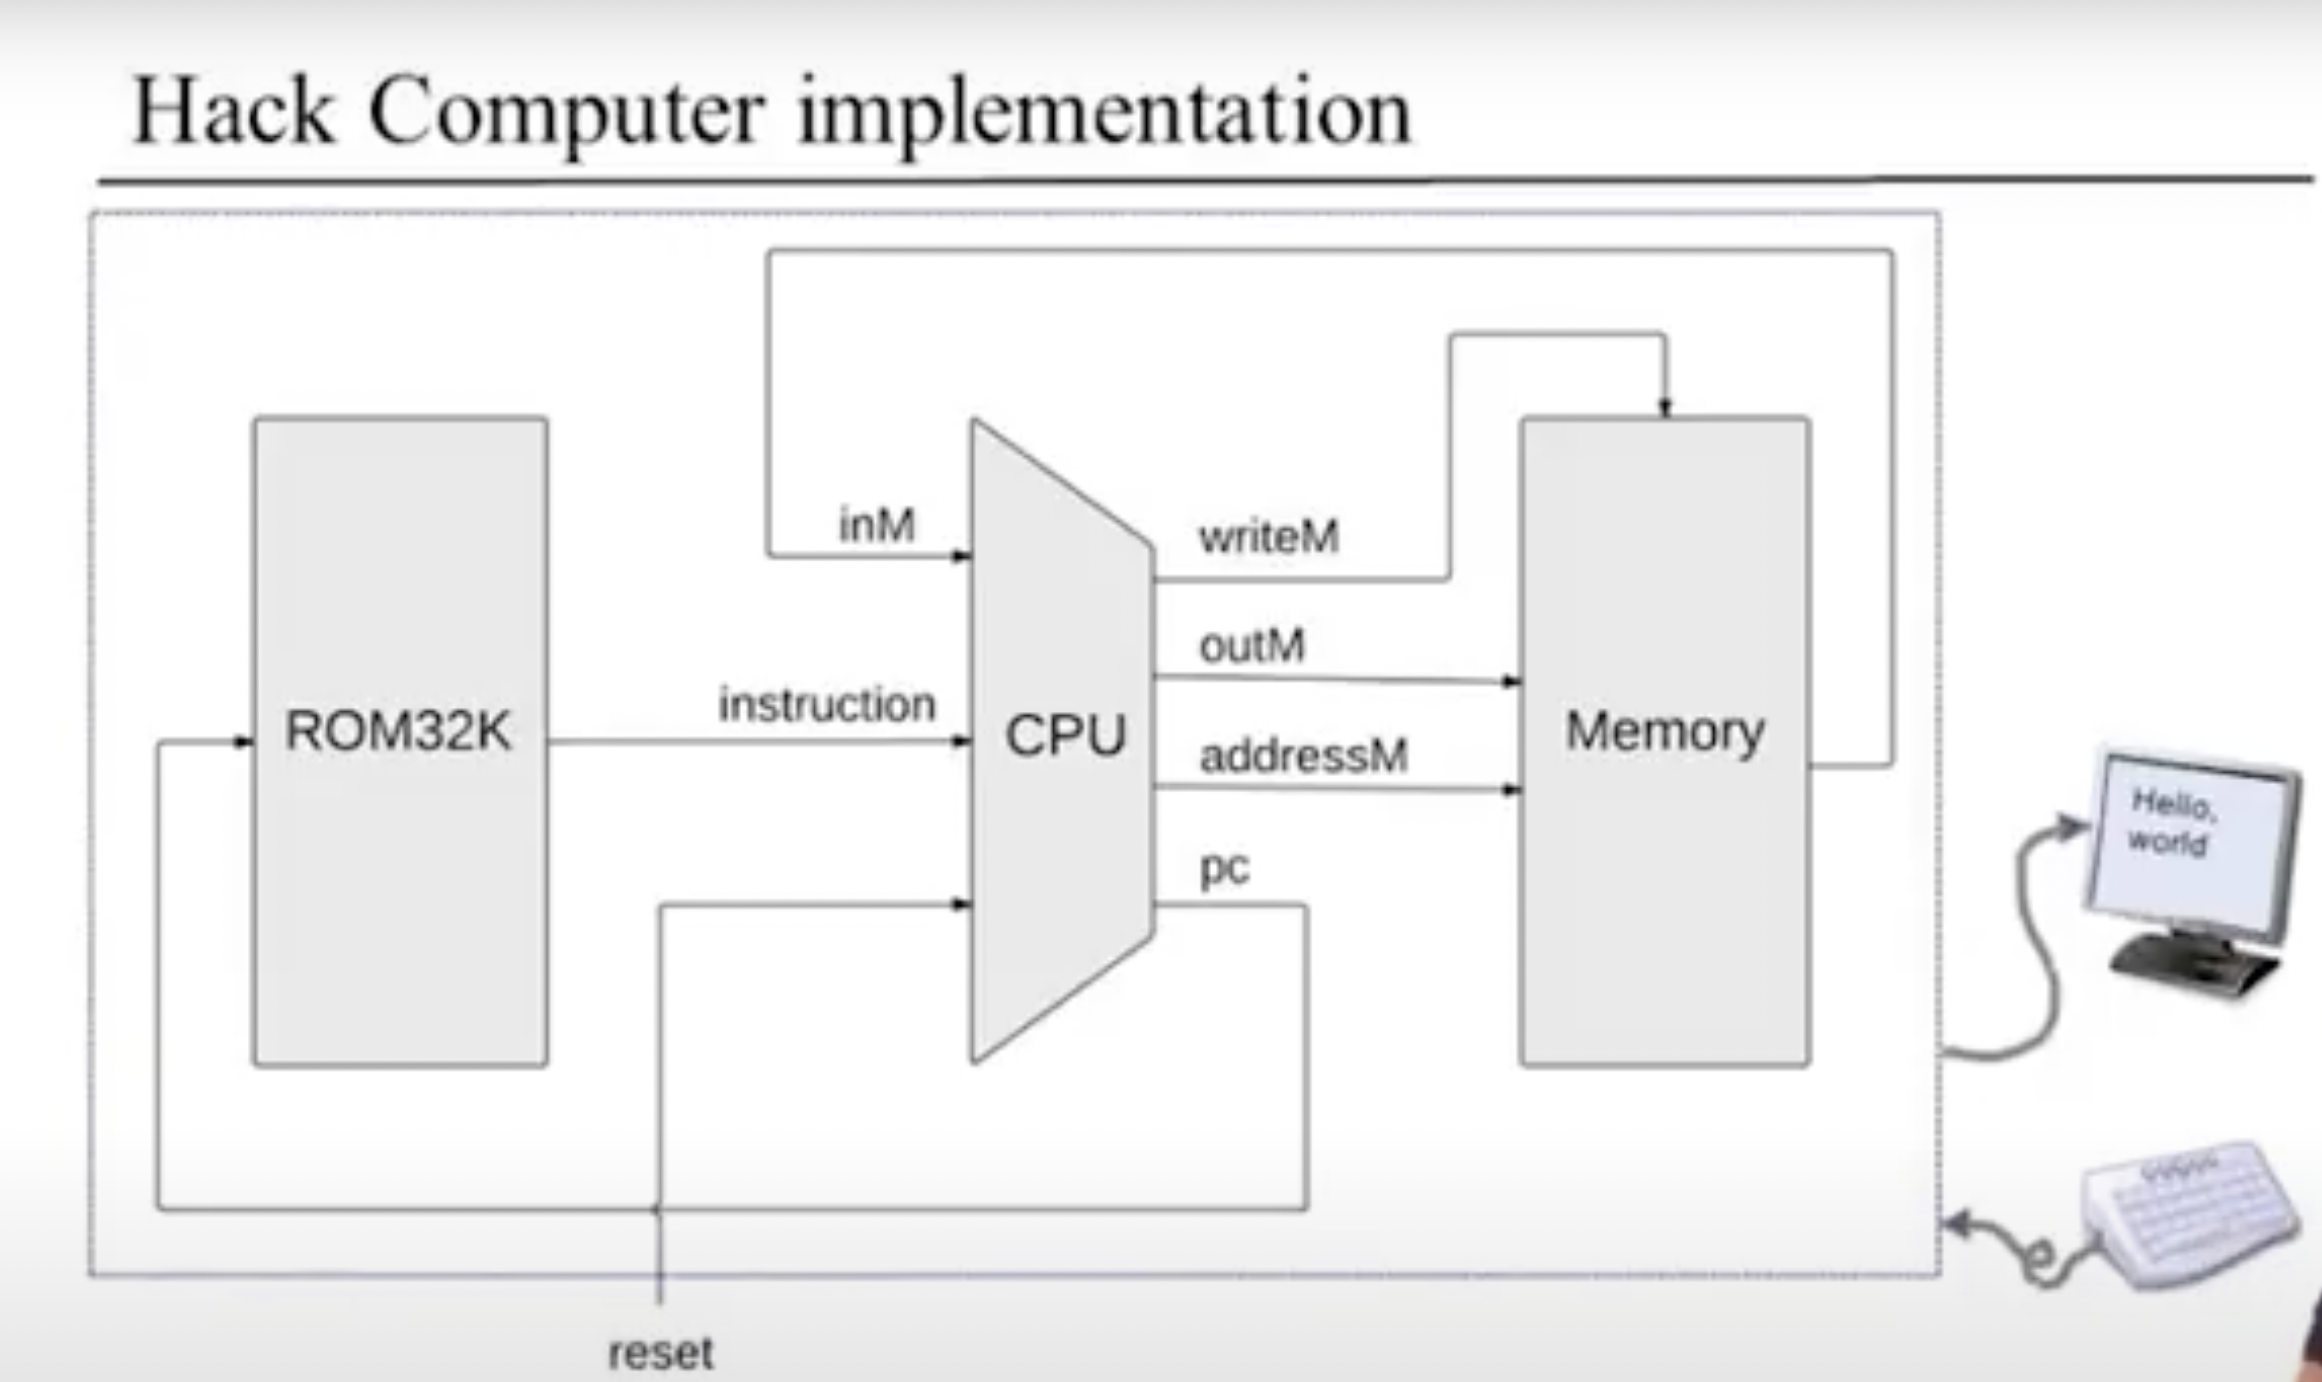 Hack Computer implementation
inM
writeM
outM
instruction
ROM32K
CPU
addressM
Memory
pc
Hello,
world
reset